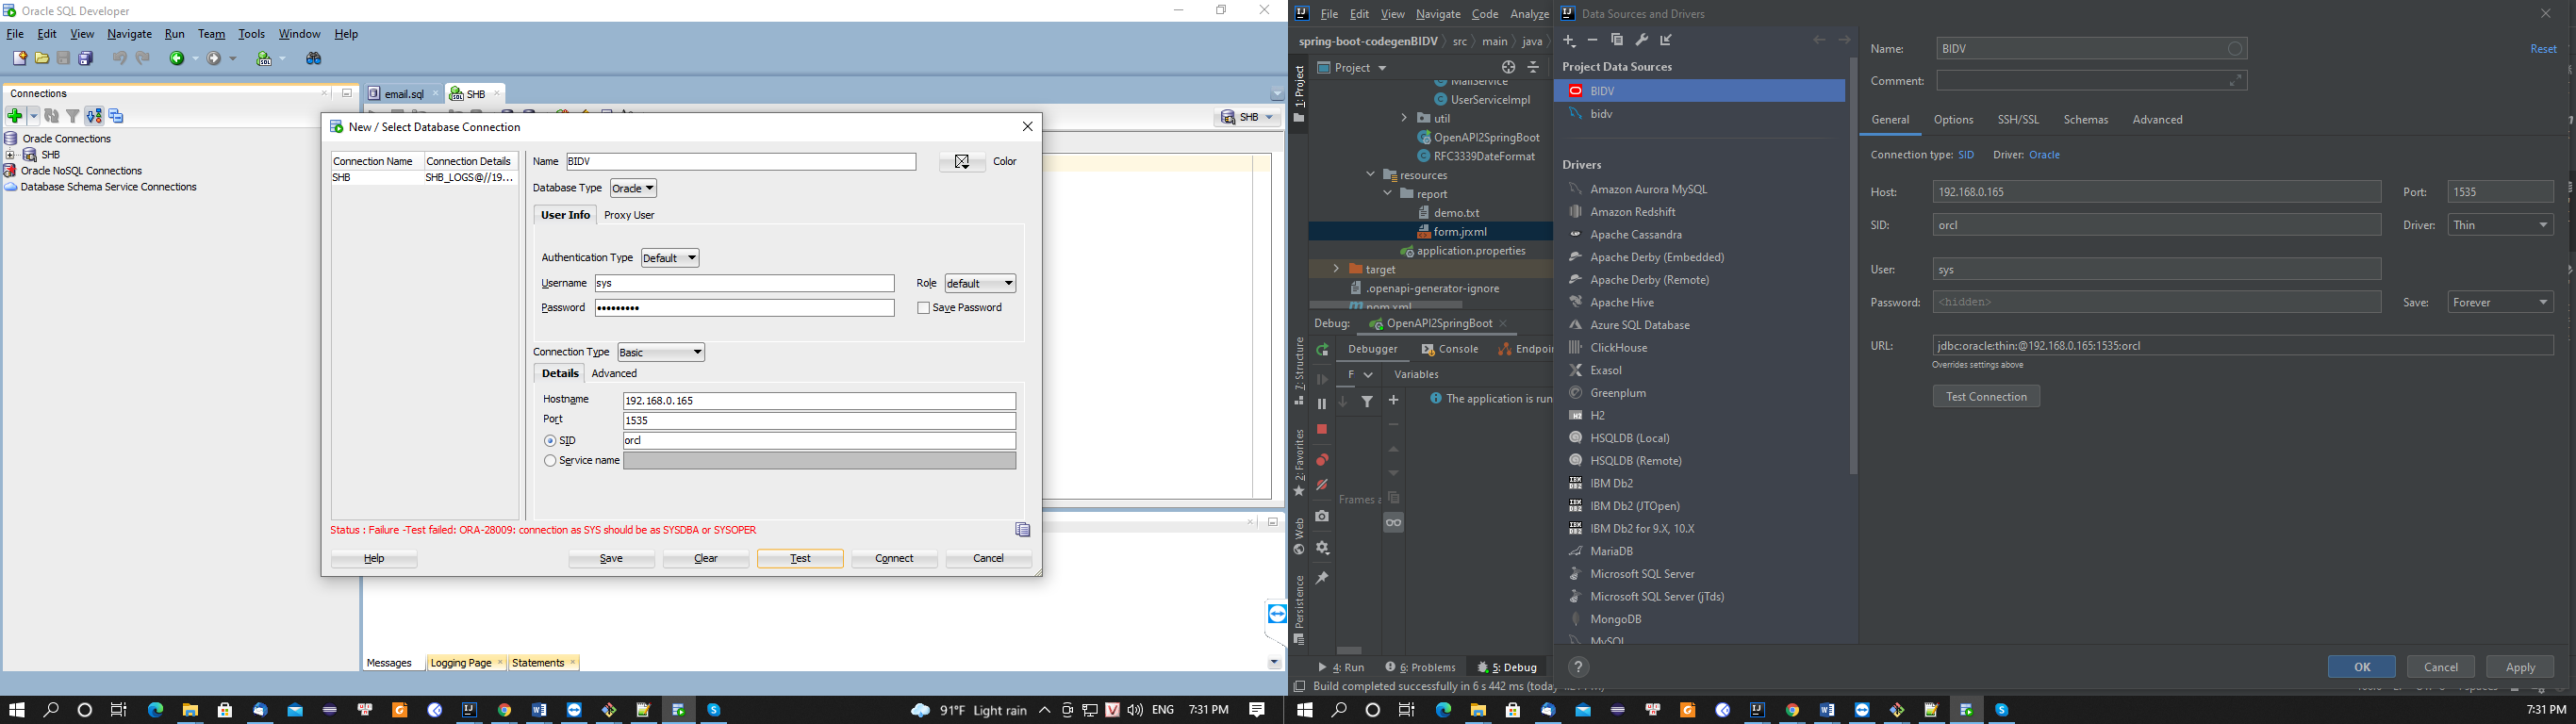 Oracle SQL Developer
File Edit View Navigate Run Team Tools Window Help
Connections
Oracle Connections
SHB
Oracle NoSQL Connections
Database Schema Service Connections
email.sql
SHB
SHB
New / Select Database Connection
Connection Name Connection Details
SHB SHB_LOGS@//19...
Name BIDV
Color
Database Type Oracle
User Info Proxy User
Authentication Type Default
Username sys
Role default
Password •••••••••
Save Password
Connection Type Basic
Details Advanced
Hostname 192.168.0.165
Port 1535
SID orcl
Service name
Status : Failure -Test failed: ORA-28009: connection as SYS should be as SYSDBA or SYSOPER
Help Save Clear Test Connect Cancel
Messages Logging Page Statements
91°F Light rain ENG 7:31 PM
File Edit View Navigate Code Analyze
spring-boot-codegenBIDV src main java
1: Project
Project
MailService
UserServiceImpl
util
OpenAPI2SpringBoot
RFC3339DateFormat
resources
report
demo.txt
form.jrxml
application.properties
target
.openapi-generator-ignore
pom.xml
Debug: OpenAPI2SpringBoot
Debugger Console Endpoi
F Variables
The application is run
Frames a
7: Structure
2: Favorites
Web
Persistence
4: Run 6: Problems 5: Debug
Build completed successfully in 6 s 442 ms (today
Data Sources and Drivers
Project Data Sources
BIDV
bidv
Drivers
Amazon Aurora MySQL
Amazon Redshift
Apache Cassandra
Apache Derby (Embedded)
Apache Derby (Remote)
Apache Hive
Azure SQL Database
ClickHouse
Exasol
Greenplum
H2
HSQLDB (Local)
HSQLDB (Remote)
IBM Db2
IBM Db2 (JTOpen)
IBM Db2 for 9.X, 10.X
MariaDB
Microsoft SQL Server
Microsoft SQL Server (jTds)
MongoDB
MySQL
Name: BIDV
Reset
Comment:
General Options SSH/SSL Schemas Advanced
Connection type: SID Driver: Oracle
Host: 192.168.0.165 Port: 1535
SID: orcl Driver: Thin
User: sys
Password: <hidden> Save: Forever
URL: jdbc:oracle:thin:@192.168.0.165:1535:orcl
Overrides settings above
Test Connection
OK Cancel Apply
7:31 PM